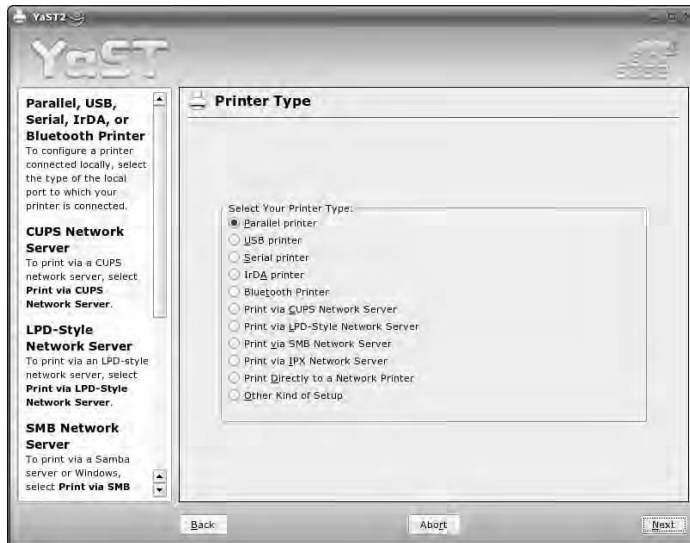 YaST2
YaST
Parallel, USB,
Serial, IrDA, or
Bluetooth Printer
To configure a printer
connected locally, select
the type of the local
port to which your
printer is connected.
CUPS Network
Server
To print via a CUPS
network server, select
Print via CUPS
Network Server.
LPD-Style
Network Server
To print via an LPD-style
network server, select
Print via LPD-Style
Network Server.
SMB Network
Server
To print via a Samba
server or Windows,
select Print via SMB
Printer Type
Select Your Printer Type:
Parallel printer
USB printer
Serial printer
IrDA printer
Bluetooth Printer
Print via CUPS Network Server
Print via LPD-Style Network Server
Print via SMB Network Server
Print via IPX Network Server
Print Directly to a Network Printer
Other Kind of Setup
Back
Abort
Next